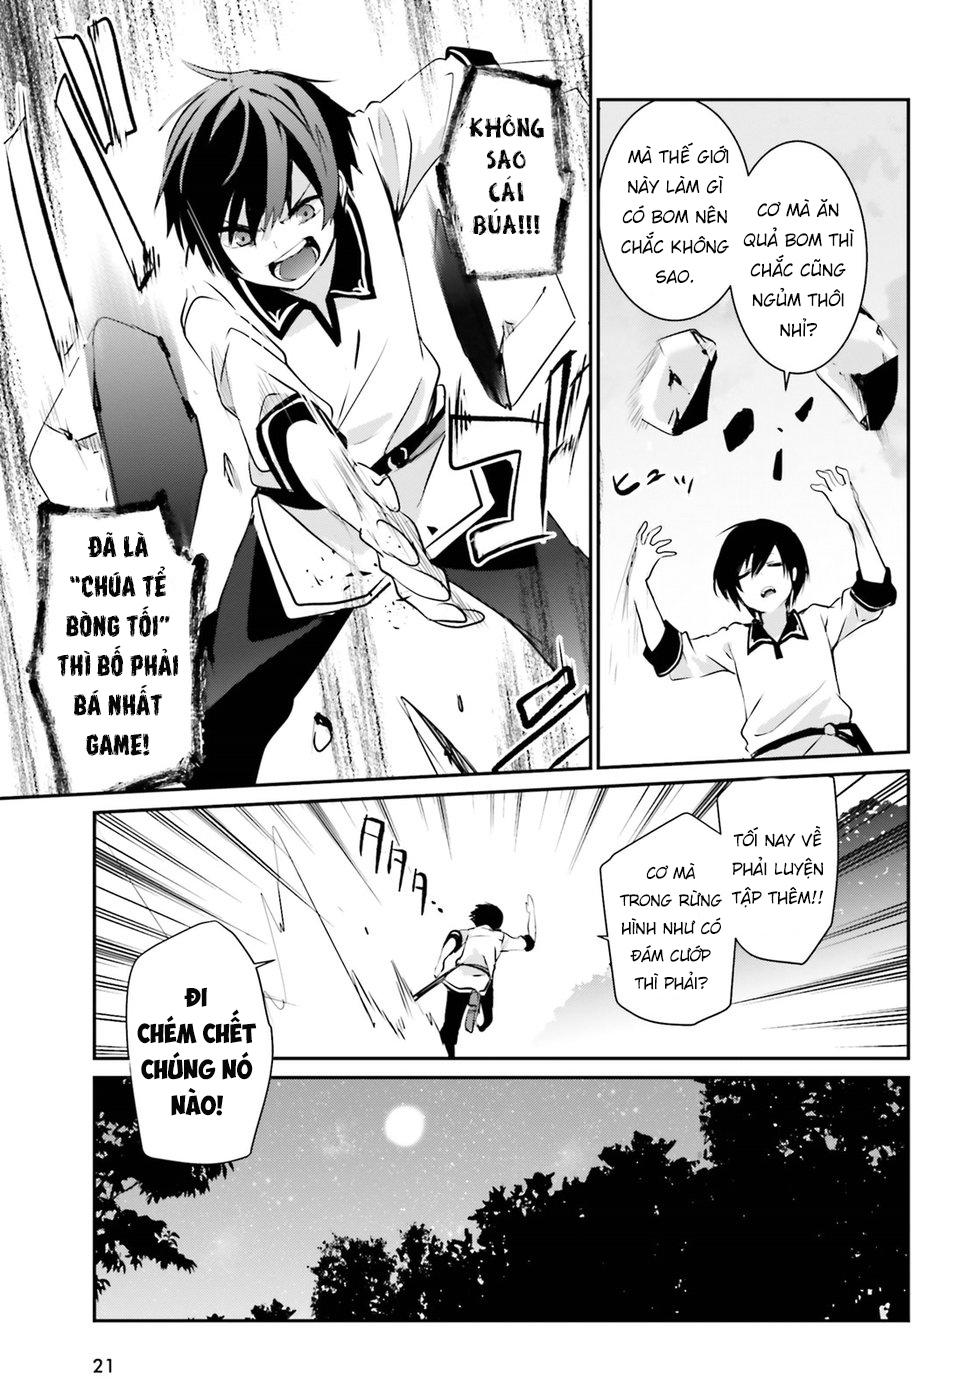 CƠ MÀ ĂN
QUẢ BOM THÌ
CHẮC CŨNG
NGỦM THÔI
NHỈ?
MÀ THẾ GIỚI
NÀY LÀM GÌ
CÓ BOM NÊN
CHẮC KHÔNG
SAO.
ヒュッ
KHÔNG
SAO
CÁI
BÚA!!!
ĐÃ LÀ
"CHÚA TỂ
BÒNG TỐI"
THÌ BỐ PHẢI
BÁ NHẤT
GAME!
TỐI NAY VỀ
PHẢI LUYỆN
TẬP THÊM!!
CƠ MÀ
TRONG RỪNG
HÌNH NHƯ CÓ
ĐÁM CƯỚP
THÌ PHẢI?
ĐI
CHÉM CHẾT
CHÚNG NÓ
NÀO!
21